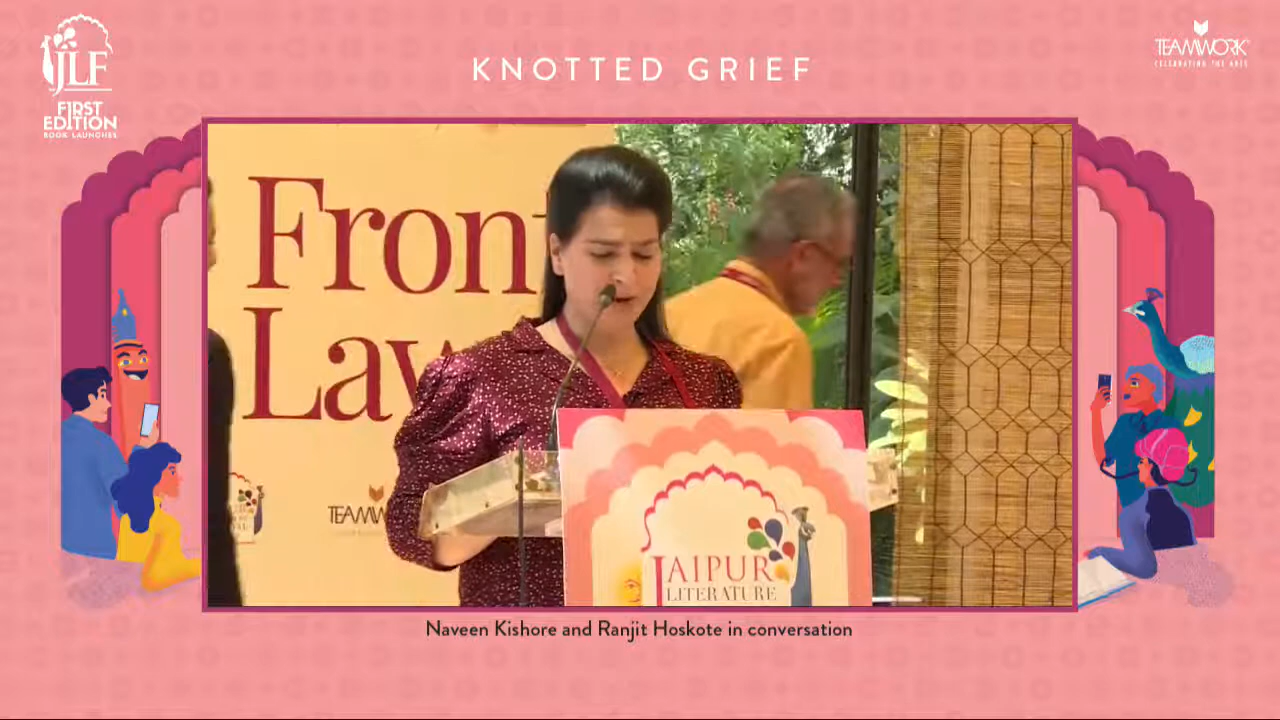 JLF
FIRST
EDITION
BOOK LAUNCHES
KNOTTED GRIEF
TEAMWORK
CELEBRATING THE ARTS
Front
Law
TEAMW
JAIPUR
LITERATURE
Naveen Kishore and Ranjit Hoskote in conversation